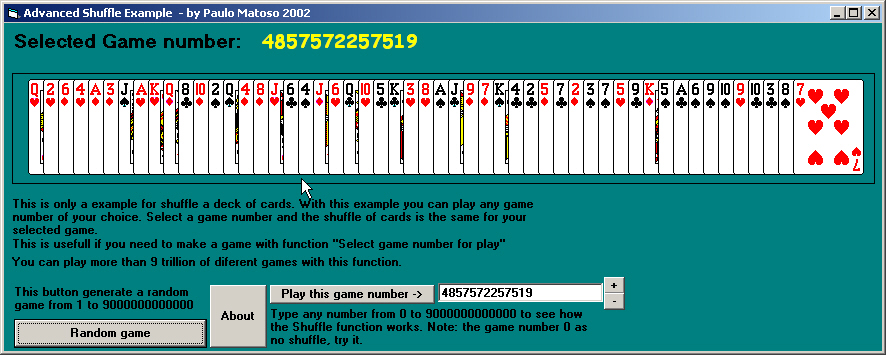 Advanced Shuffle Example - by Paulo Matoso 2002
Selected Game number: 4857572257519
Q 2 6 4 A 3 J A K Q 8 10 2 Q 4 8 J 6 4 J 6 Q 10 5 K 3 8 A J 9 7 K 4 2 5 7 2 3 7 5 9 K 5 A 6 9 10 9 10 3 8 7
7
This is only a example for shuffle a deck of cards. With this example you can play any game
number of your choice. Select a game number and the shuffle of cards is the same for your
selected game.
This is usefull if you need to make a game with function "Select game number for play"
You can play more than 9 trillion of diferent games with this function.
This button generate a random
game from 1 to 9000000000000
Random game
About
Play this game number ->
4857572257519
+
-
Type any number from 0 to 9000000000000 to see how
the Shuffle function works. Note: the game number 0 as
no shuffle, try it.